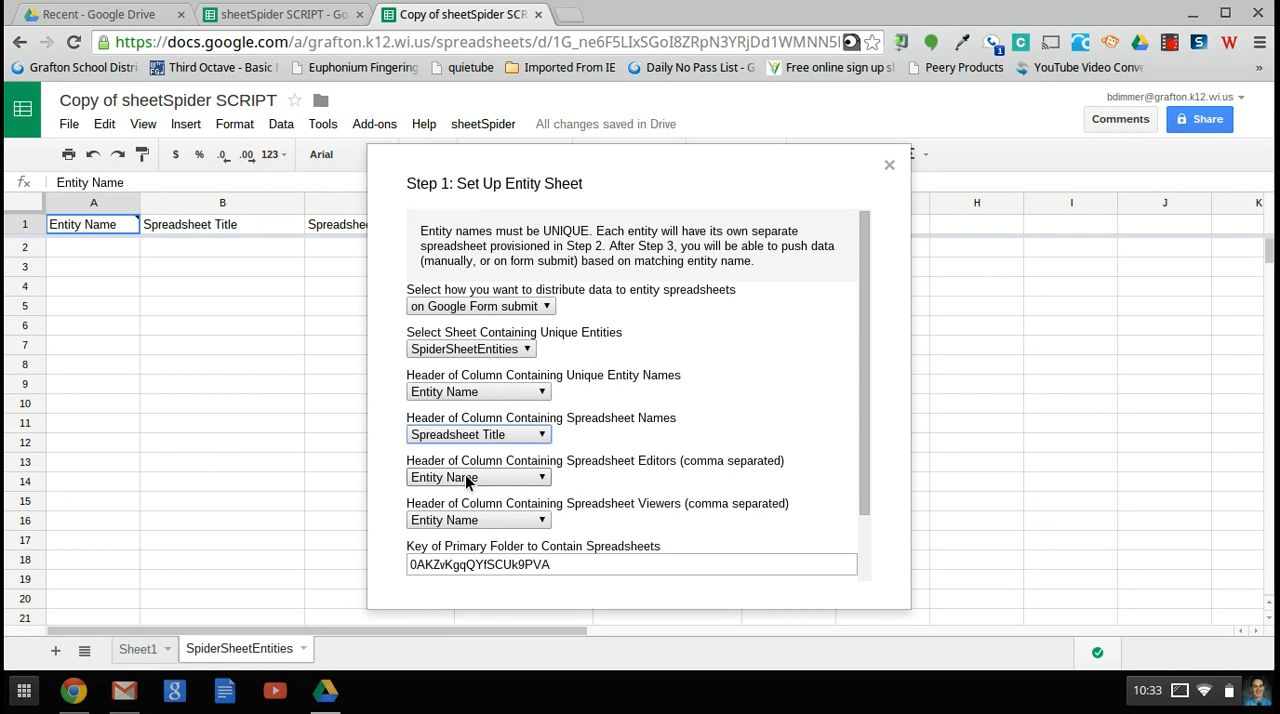 Recent - Google Drive × sheetSpider SCRIPT - Go × Copy of sheetSpider SCR ×
https://docs.google.com/a/grafton.k12.wi.us/spreadsheets/d/1G_ne6F5LIxSGoI8ZRpN3YRjDd1WMNN5
Grafton School Distri Third Octave - Basic Euphonium Fingering quietube Imported From IE Daily No Pass List - G Free online sign up s Peery Products YouTube Video Conve »
Copy of sheetSpider SCRIPT
bdimmer@grafton.k12.wi.us
File Edit View Insert Format Data Tools Add-ons Help sheetSpider All changes saved in Drive
Comments Share
$ % .0 .00 123 Arial
fx Entity Name
A B H I J K
1 Entity Name Spreadsheet Title Spreadshee
2
3
4
5
6
7
8
9
10
11
12
13
14
15
16
17
18
19
20
21
Step 1: Set Up Entity Sheet ×
Entity names must be UNIQUE. Each entity will have its own separate
spreadsheet provisioned in Step 2. After Step 3, you will be able to push data
(manually, or on form submit) based on matching entity name.
Select how you want to distribute data to entity spreadsheets
on Google Form submit
Select Sheet Containing Unique Entities
SpiderSheetEntities
Header of Column Containing Unique Entity Names
Entity Name
Header of Column Containing Spreadsheet Names
Spreadsheet Title
Header of Column Containing Spreadsheet Editors (comma separated)
Entity Name
Header of Column Containing Spreadsheet Viewers (comma separated)
Entity Name
Key of Primary Folder to Contain Spreadsheets
0AKZvKgqQYfSCUk9PVA
+ Sheet1 SpiderSheetEntities
10:33